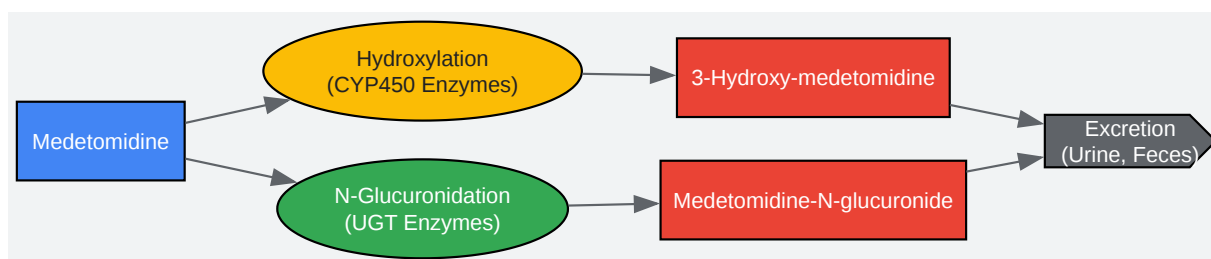 Medetomidine
Hydroxylation
(CYP450 Enzymes)
3-Hydroxy-medetomidine
N-Glucuronidation
(UGT Enzymes)
Medetomidine-N-glucuronide
Excretion
(Urine, Feces)